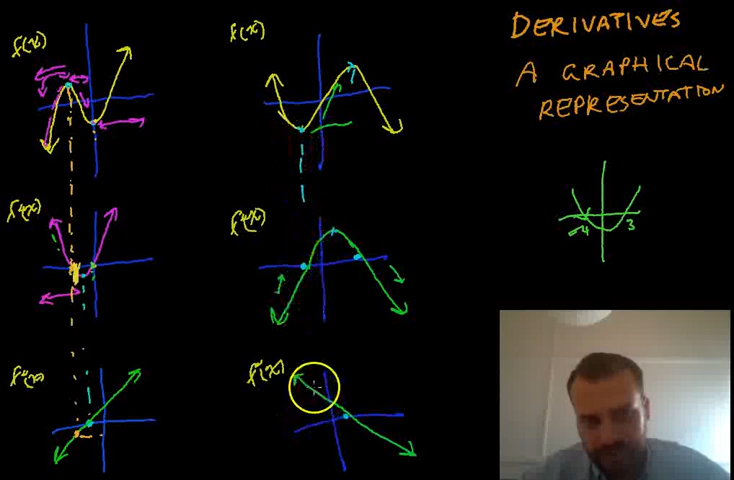 DERIVATIVES
A GRAPHICAL
REPRESENTATION
f(x)
f(x)
f'(x)
f'(x)
-4 3
f''(x)
f''(x)